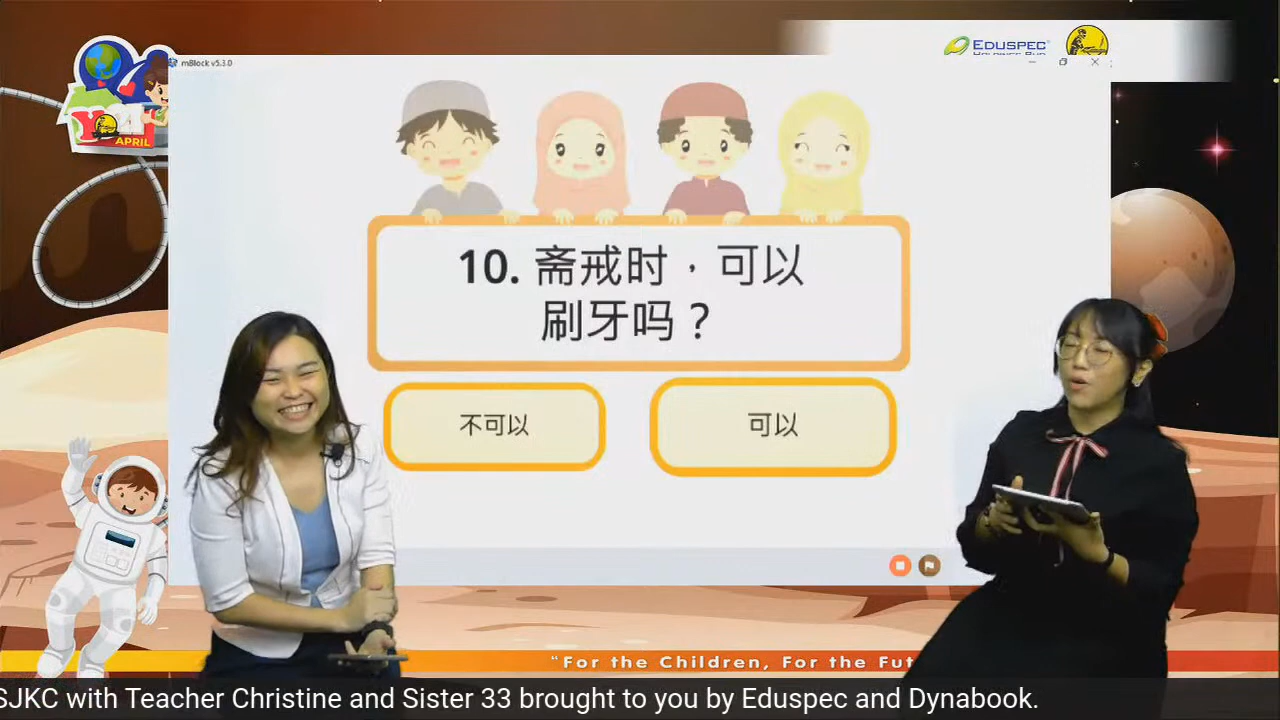 EDUSPEC
HOLDINGS BHD
mBlock v5.3.0
APRIL
10. 斋戒时，可以
刷牙吗？
不可以
可以
"For the Children, For the Fut
SJKC with Teacher Christine and Sister 33 brought to you by Eduspec and Dynabook.